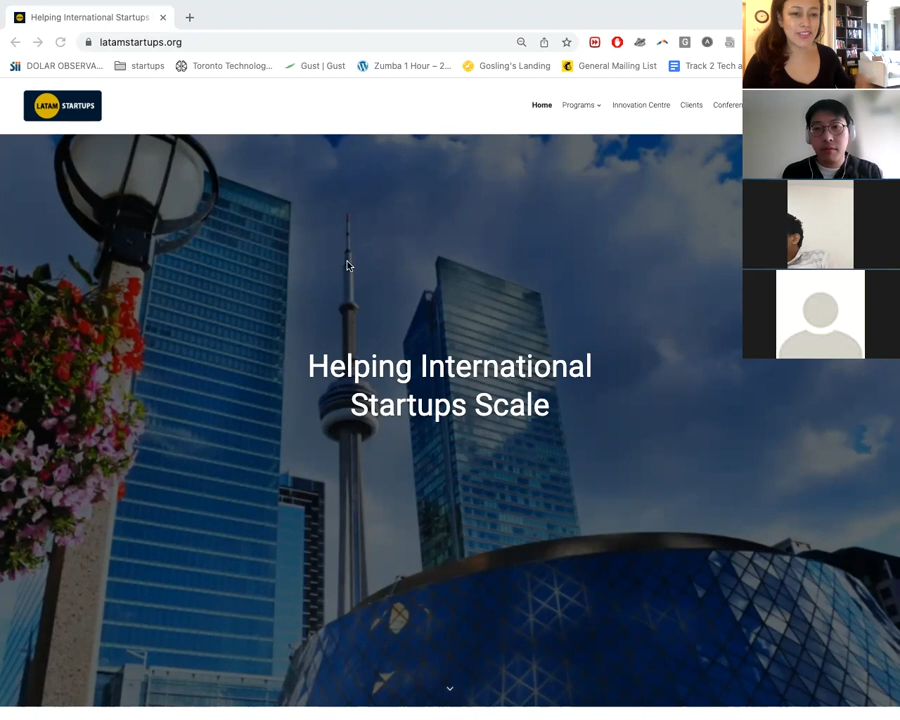 Helping International Startups
latamstartups.org
DOLAR OBSERVA...
startups
Toronto Technolog...
Gust | Gust
Zumba 1 Hour – 2...
Gosling's Landing
General Mailing List
Track 2 Tech a
LATAM STARTUPS
Home
Programs
Innovation Centre
Clients
Conferen
Helping International
Startups Scale